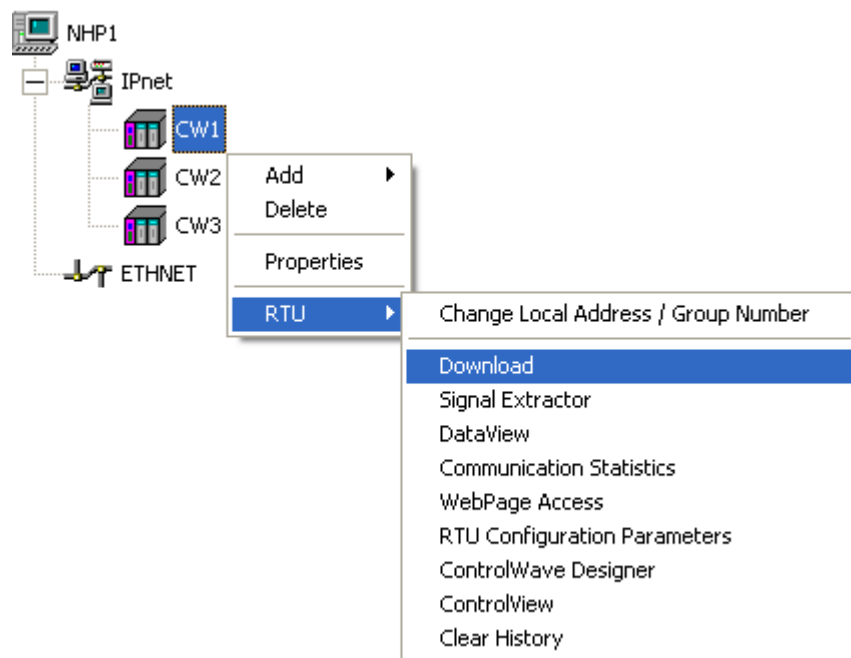 NHP1
IPnet
CW1
CW2
CW3
ETHNET
Add
Delete
Properties
RTU
Change Local Address / Group Number
Download
Signal Extractor
DataView
Communication Statistics
WebPage Access
RTU Configuration Parameters
ControlWave Designer
ControlView
Clear History